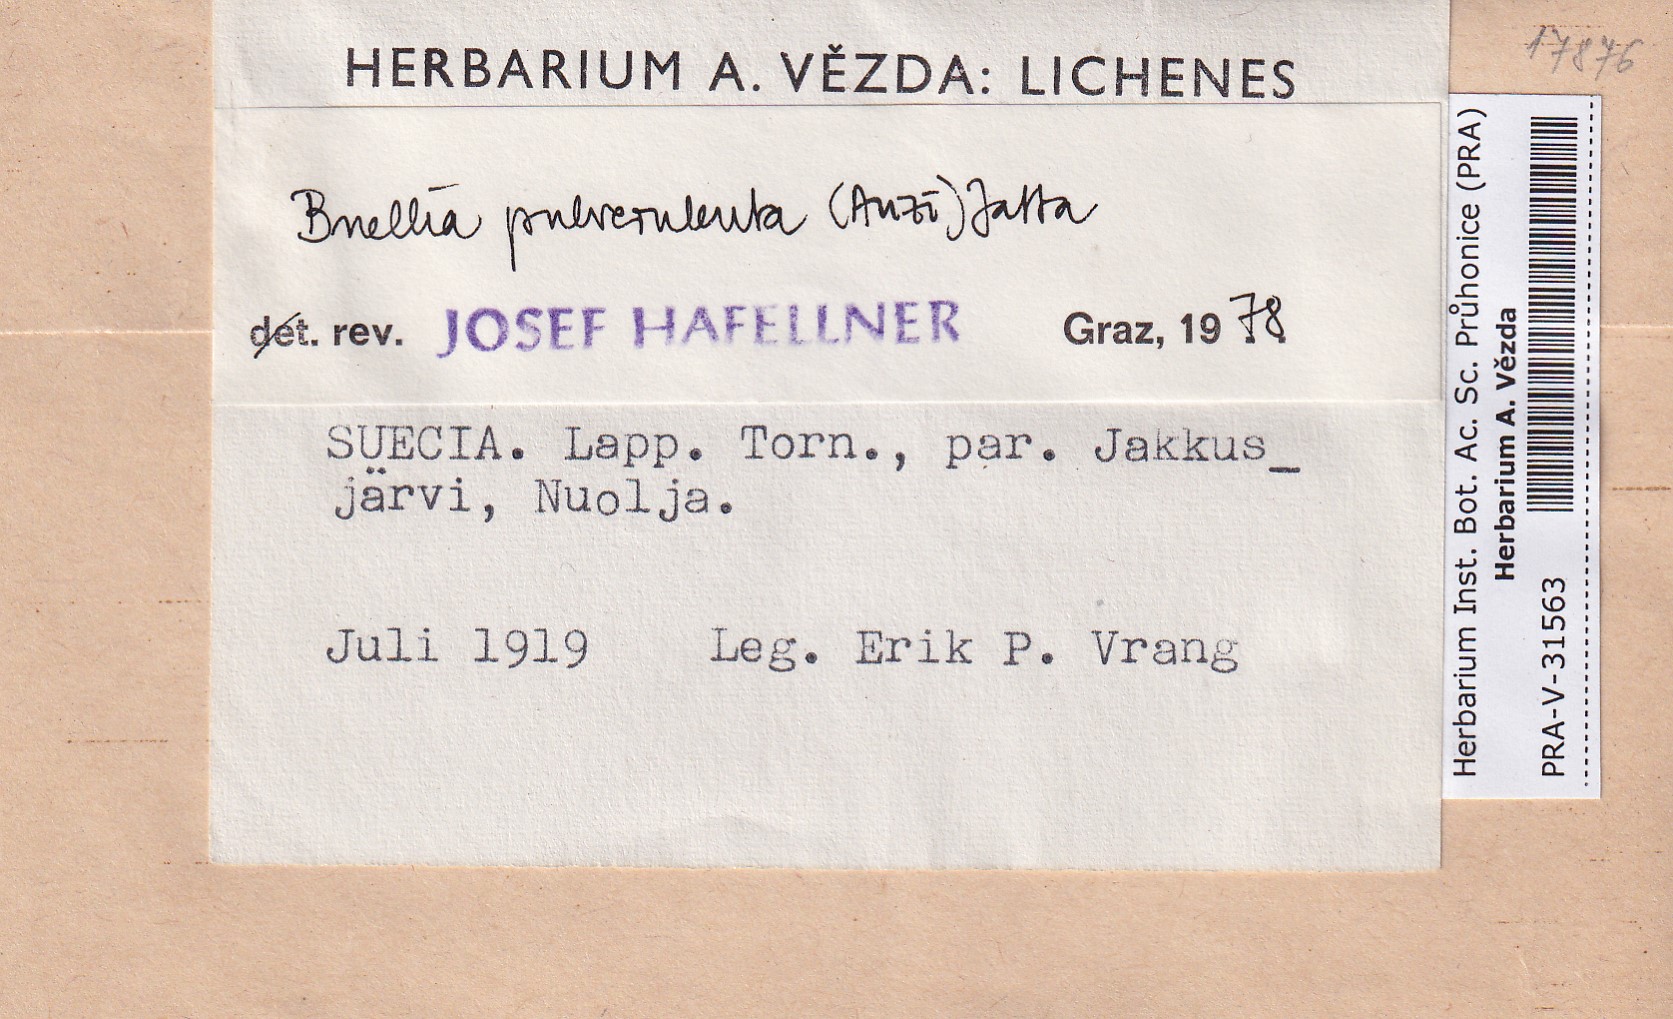 17876
HERBARIUM A. VĚZDA: LICHENES
Buellia pulverulenta (Anzi) Jatta
det. rev. JOSEF HAFELLNER Graz, 1978
SUECIA. Lapp. Torn., par. Jakkus_
järvi, Nuolja.
Juli 1919 Leg. Erik P. Vrang
Herbarium Inst. Bot. Ac. Sc. Průhonice (PRA)
Herbarium A. Vězda
PRA-V-31563